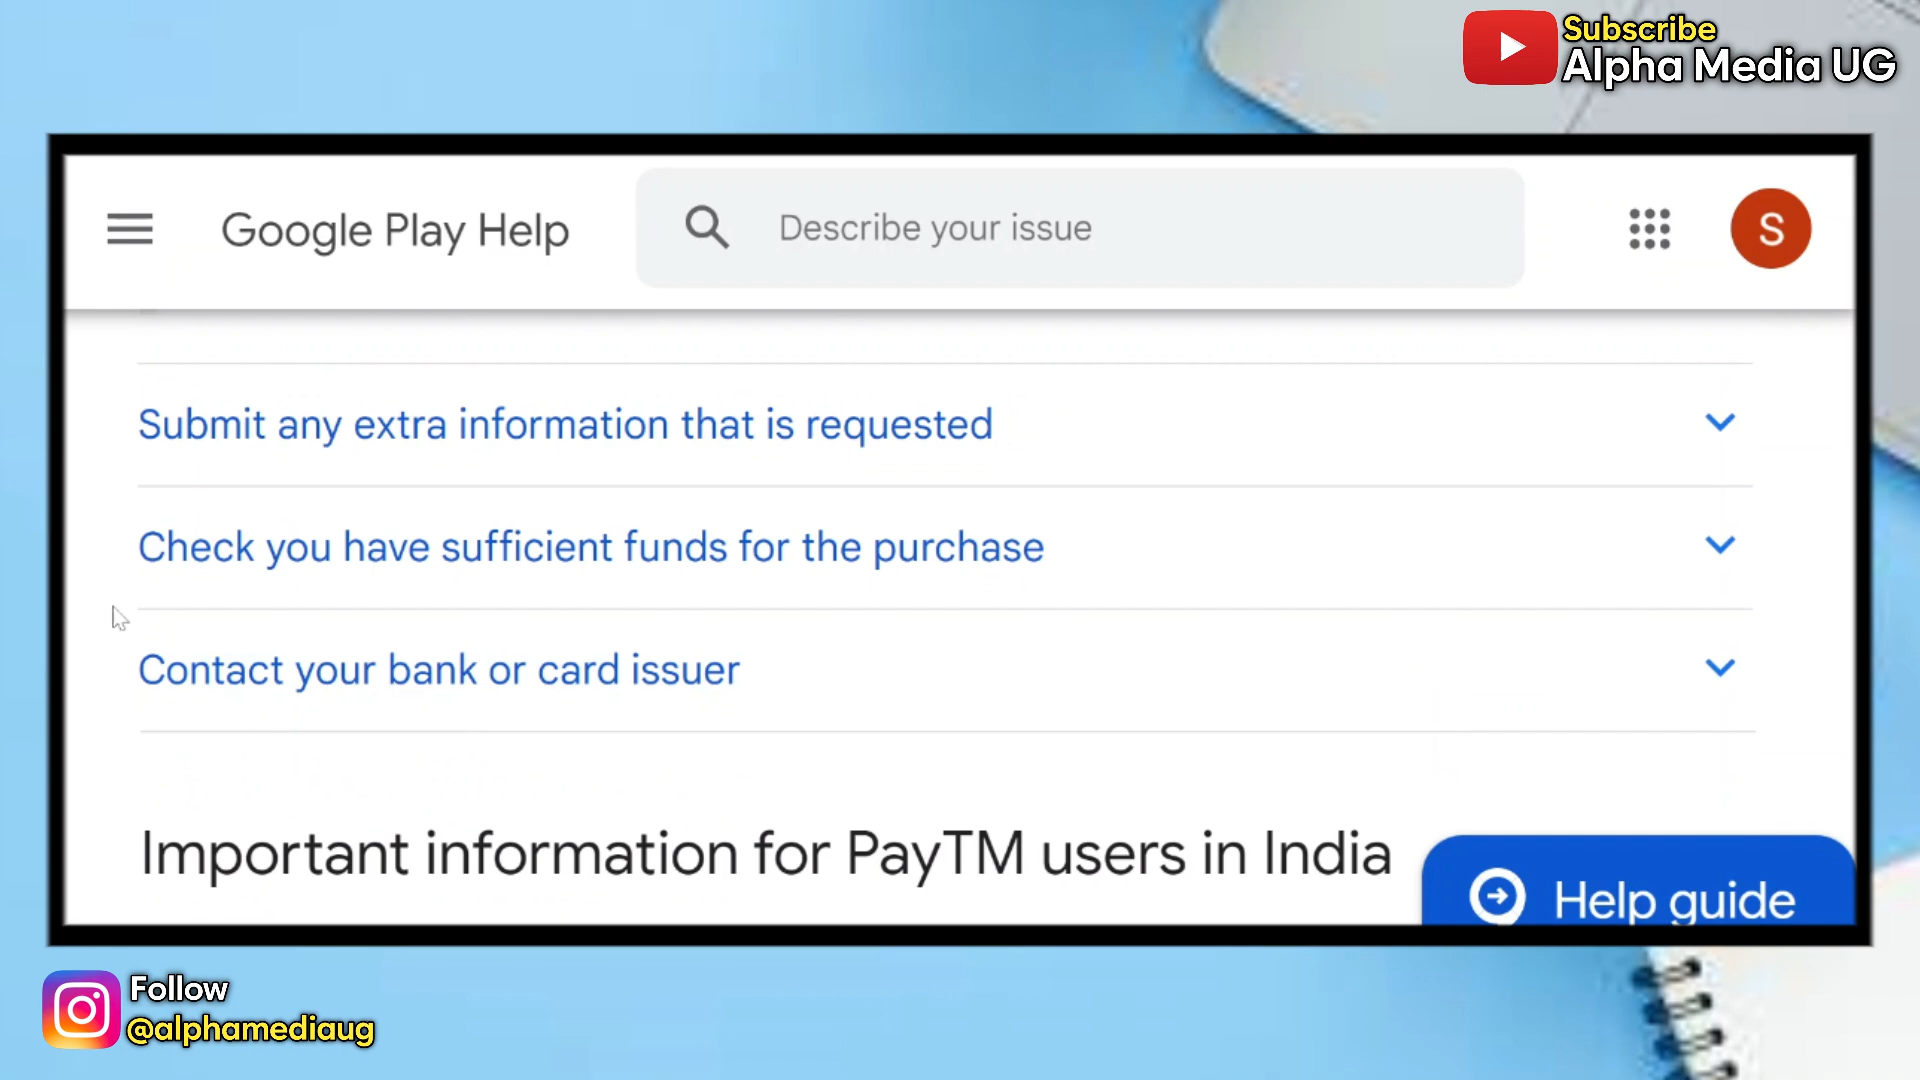 Subscribe
Alpha Media UG
Google Play Help
Describe your issue
S
Submit any extra information that is requested
Check you have sufficient funds for the purchase
Contact your bank or card issuer
Important information for PayTM users in India
Help guide
Follow
@alphamediaug